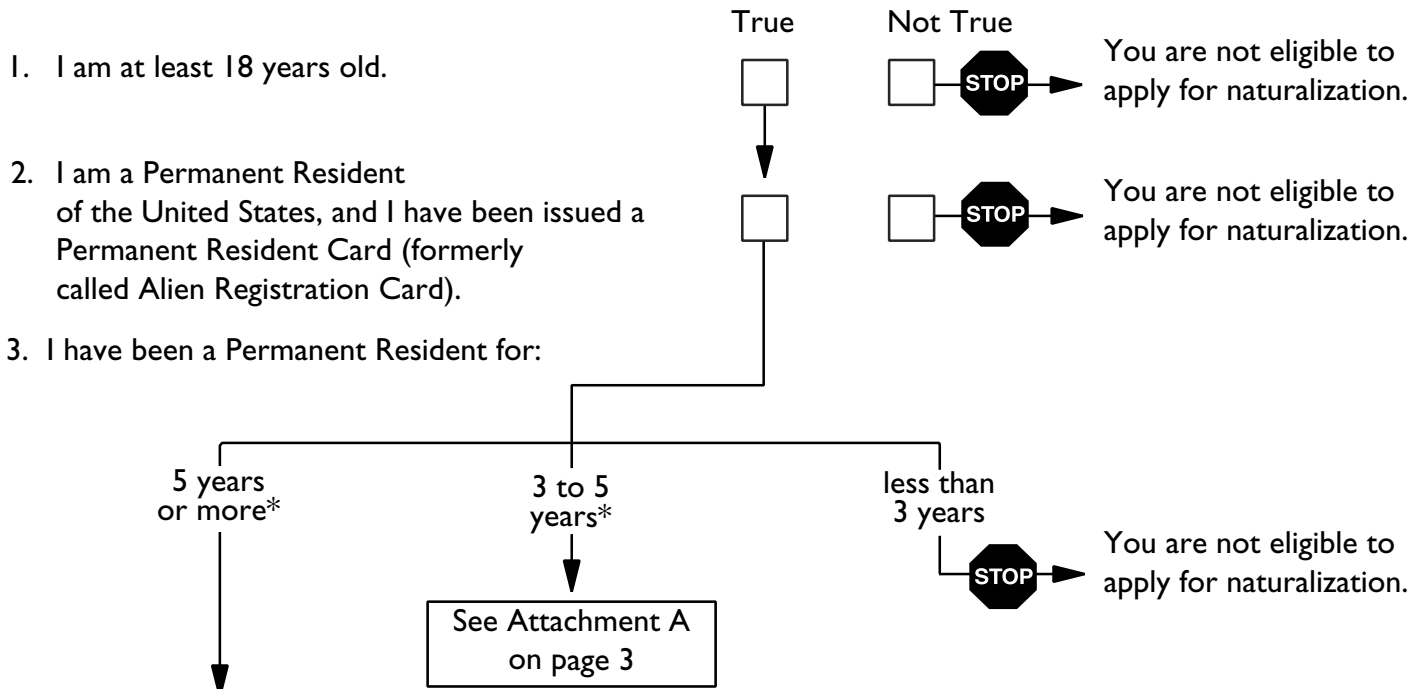 True Not True
1. I am at least 18 years old.
STOP
You are not eligible to
apply for naturalization.
2. I am a Permanent Resident
of the United States, and I have been issued a
Permanent Resident Card (formerly
called Alien Registration Card).
STOP
You are not eligible to
apply for naturalization.
3. I have been a Permanent Resident for:
5 years
or more*
3 to 5
years*
See Attachment A
on page 3
less than
3 years
STOP
You are not eligible to
apply for naturalization.